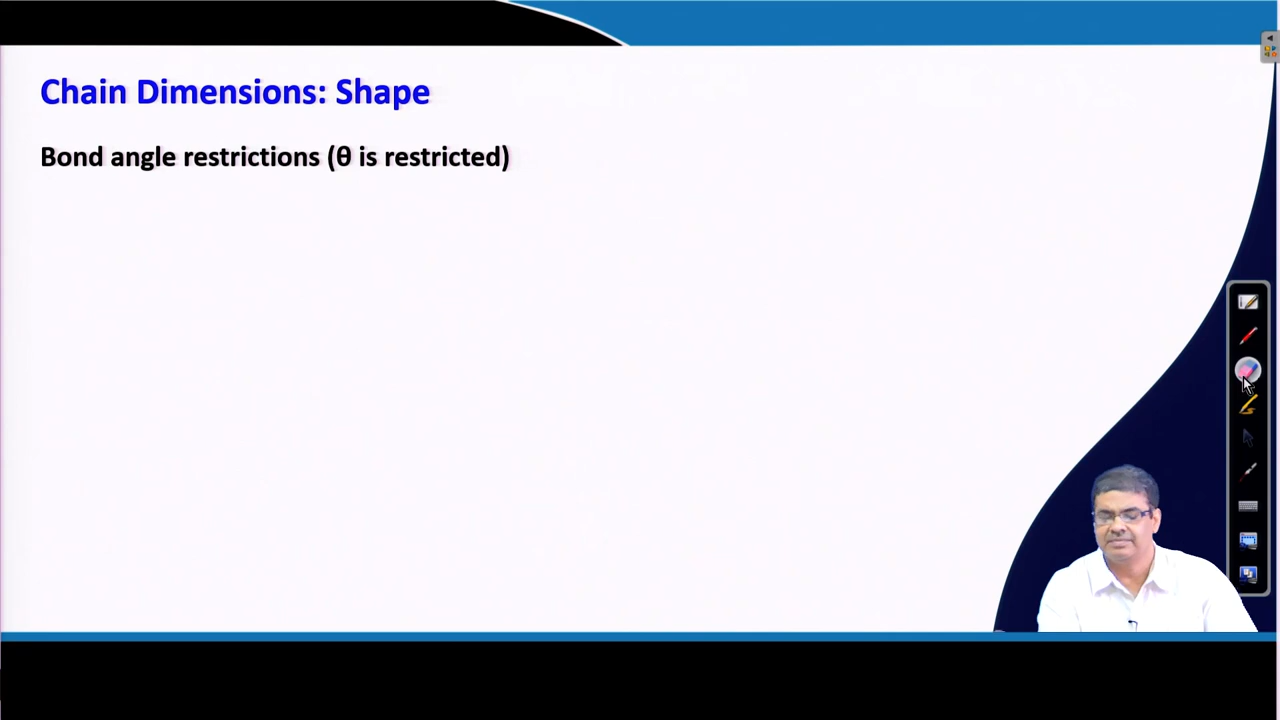 Chain Dimensions: Shape
Bond angle restrictions (θ is restricted)